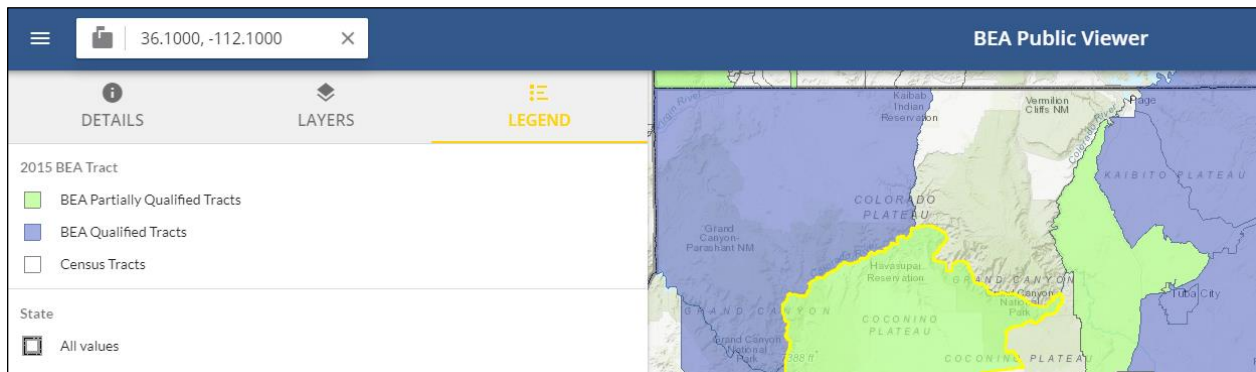 36.1000, -112.1000
BEA Public Viewer
DETAILS
LAYERS
LEGEND
2015 BEA Tract
BEA Partially Qualified Tracts
BEA Qualified Tracts
Census Tracts
State
All values
Kaibab
Indian
Reservation
Vermilion
Cliffs NM
Page
Colorado River
KAIBITO PLATEAU
COLORADO
PLATEAU
Grand
Canyon-
Parashant NM
Havasupai
Reservation
GRAND CANYON
Grand Canyon
National
Park
Tuba City
GRAND CANYON
COCONINO
PLATEAU
Grand Canyon
National
Park
7388 ft
COCONINO PLATEAU